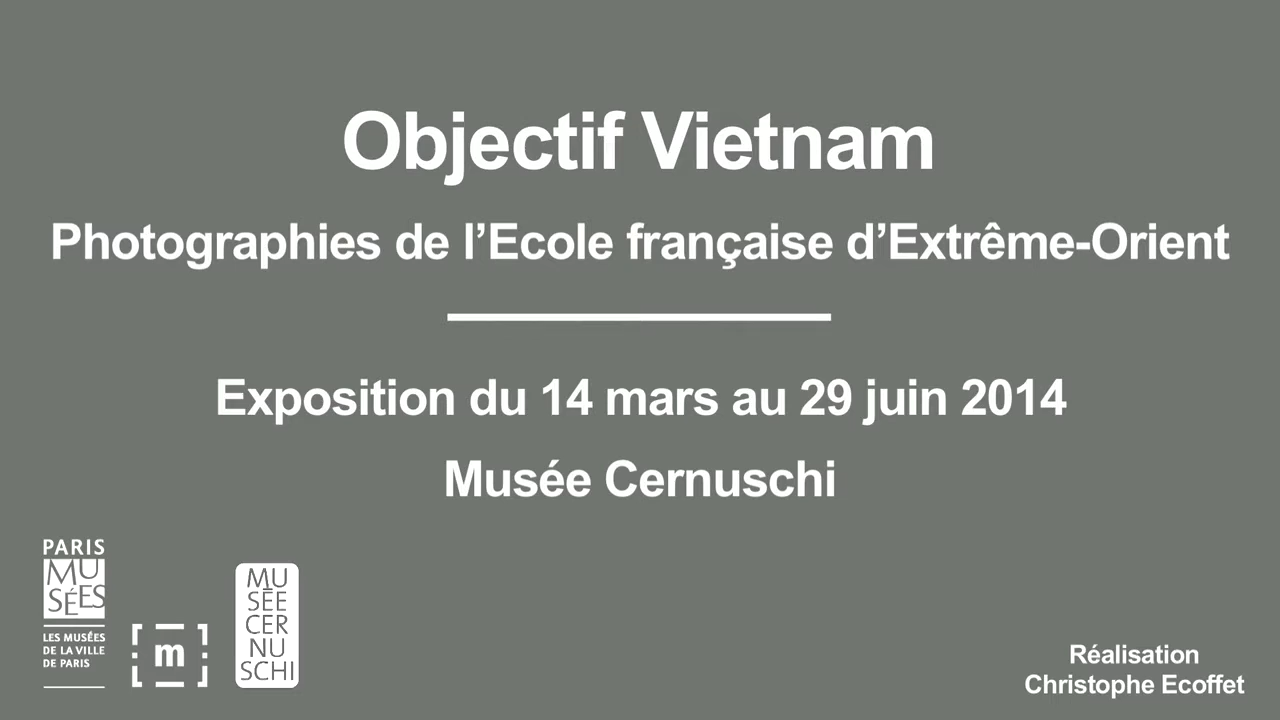 Objectif Vietnam
Photographies de l’Ecole française d’Extrême-Orient
Exposition du 14 mars au 29 juin 2014
Musée Cernuschi
PARIS
MU
SÉES
LES MUSÉES
DE LA VILLE
DE PARIS
m
MU
SÉE
CER
NU
SCHI
Réalisation
Christophe Ecoffet